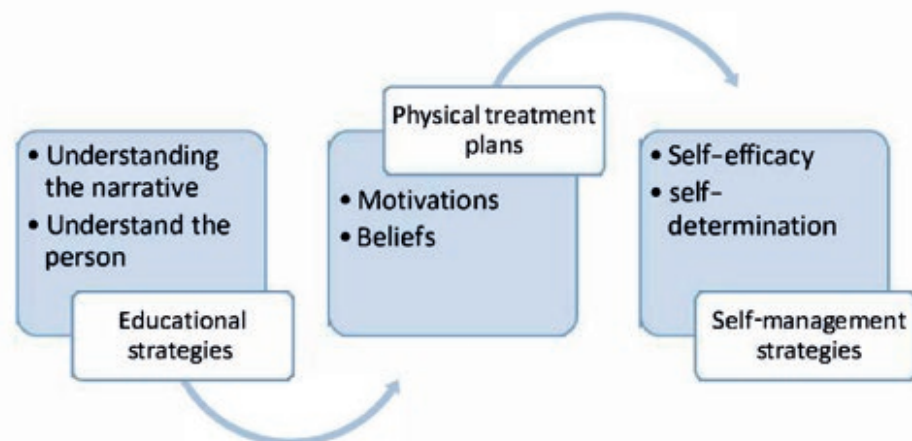 • Understanding
the narrative
• Understand the
person
Educational
strategies
Physical treatment
plans
• Motivations
• Beliefs
• Self-efficacy
• self-
determination
Self-management
strategies